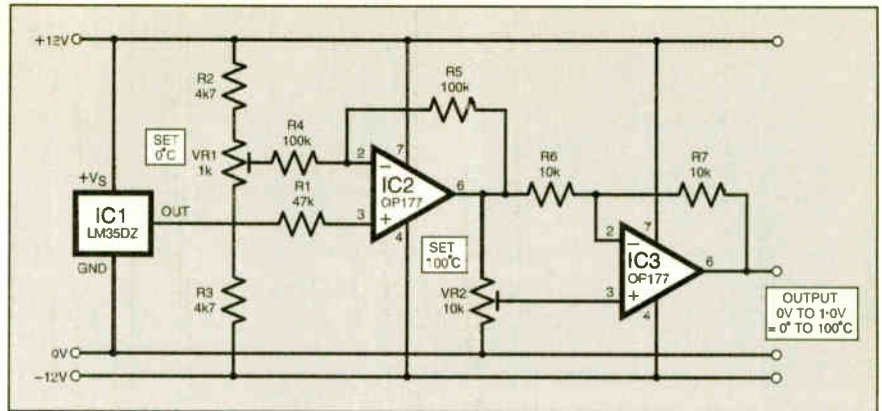 +12V
R2
4k7
SET
0°C
VR1
1k
R4
100k
R5
100k
R1
47k
+VS
IC1
LM35DZ
OUT
GND
R3
4k7
2
7
−
IC2
OP177
3
+
4
6
SET
100°C
VR2
10k
R6
10k
R7
10k
2
7
−
IC3
OP177
3
+
4
6
OUTPUT
0V TO 1·0V
= 0° TO 100°C
0V
−12V